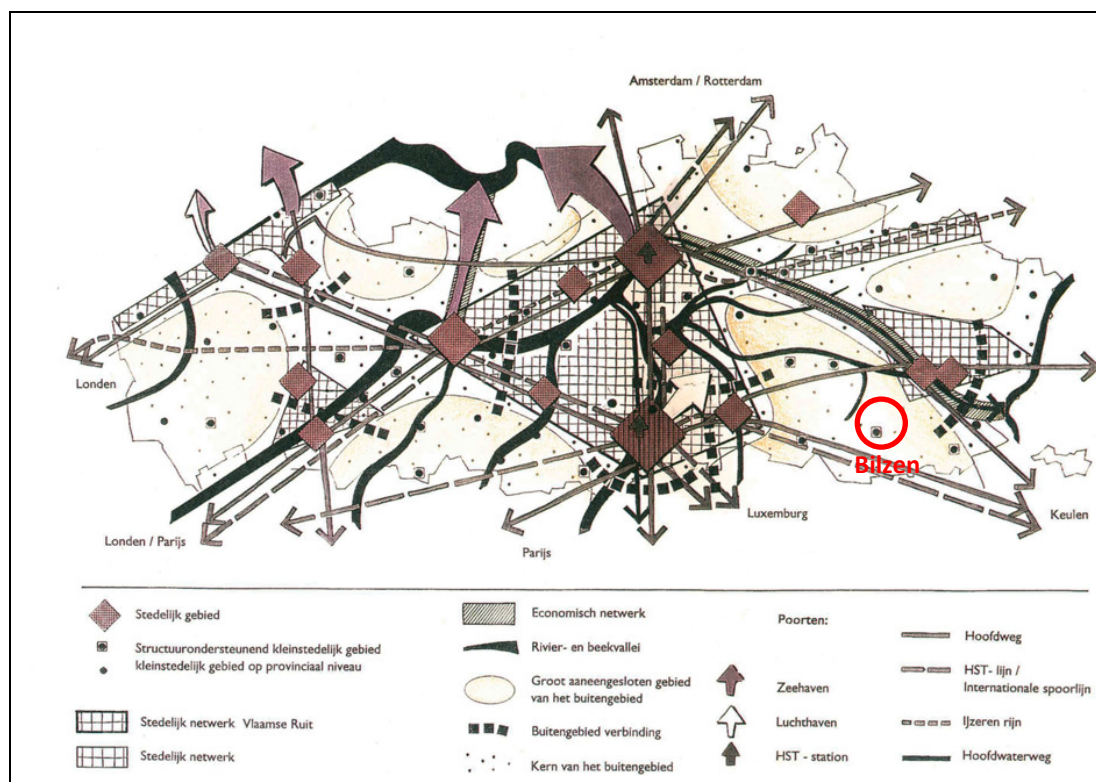 Amsterdam / Rotterdam
Londen
Bilzen
Luxemburg
Keulen
Londen / Parijs
Parijs
Stedelijk gebied
Structuurondersteunend kleinstedelijk gebied
kleinstedelijk gebied op provinciaal niveau
Stedelijk netwerk Vlaamse Ruit
Stedelijk netwerk
Economisch netwerk
Rivier- en beekvallei
Groot aaneengesloten gebied
van het buitengebied
Buitengebied verbinding
Kern van het buitengebied
Poorten:
Zeehaven
Luchthaven
HST - station
Hoofdweg
HST- lijn /
Internationale spoorlijn
IJzeren rijn
Hoofdwaterweg